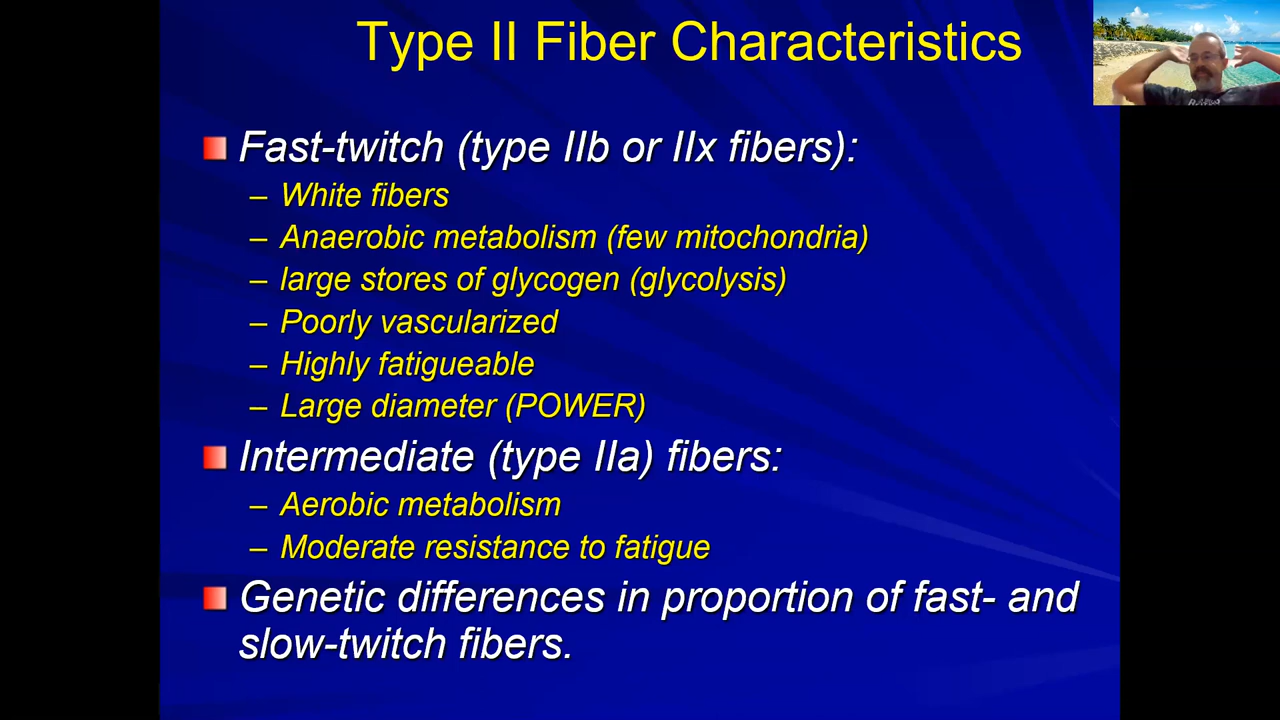 Type II Fiber Characteristics
Fast-twitch (type IIb or IIx fibers):
– White fibers
– Anaerobic metabolism (few mitochondria)
– large stores of glycogen (glycolysis)
– Poorly vascularized
– Highly fatigueable
– Large diameter (POWER)
Intermediate (type IIa) fibers:
– Aerobic metabolism
– Moderate resistance to fatigue
Genetic differences in proportion of fast- and
slow-twitch fibers.